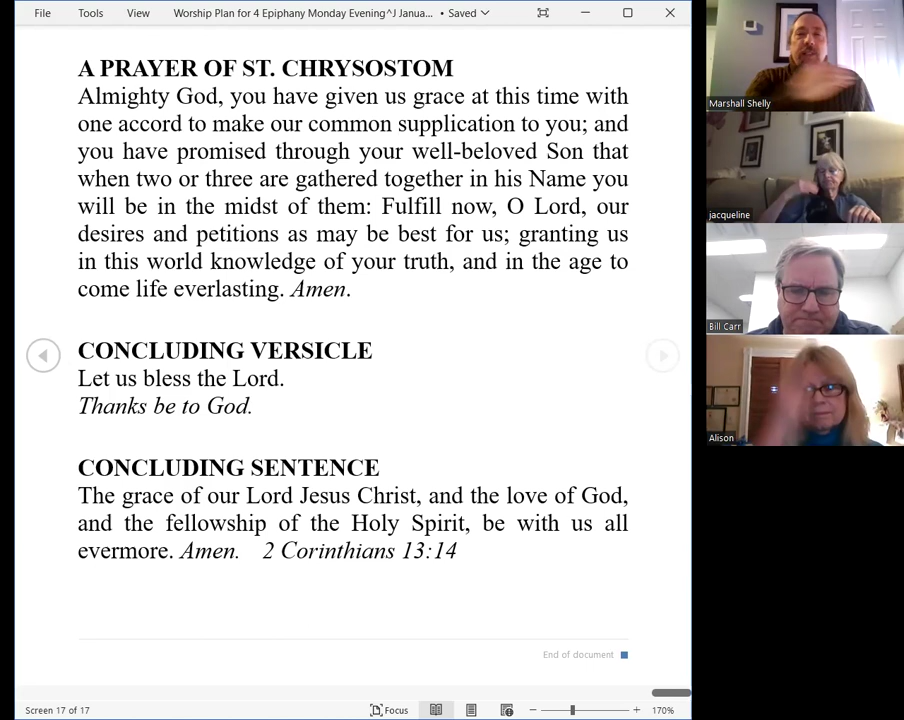 File Tools View Worship Plan for 4 Epiphany Monday Evening^J Janua... • Saved
A PRAYER OF ST. CHRYSOSTOM
Almighty God, you have given us grace at this time with
one accord to make our common supplication to you; and
you have promised through your well-beloved Son that
when two or three are gathered together in his Name you
will be in the midst of them: Fulfill now, O Lord, our
desires and petitions as may be best for us; granting us
in this world knowledge of your truth, and in the age to
come life everlasting. Amen.
CONCLUDING VERSICLE
Let us bless the Lord.
Thanks be to God.
CONCLUDING SENTENCE
The grace of our Lord Jesus Christ, and the love of God,
and the fellowship of the Holy Spirit, be with us all
evermore. Amen. 2 Corinthians 13:14
End of document
Screen 17 of 17 Focus 170%
Marshall Shelly
jacqueline
Bill Carr
Alison